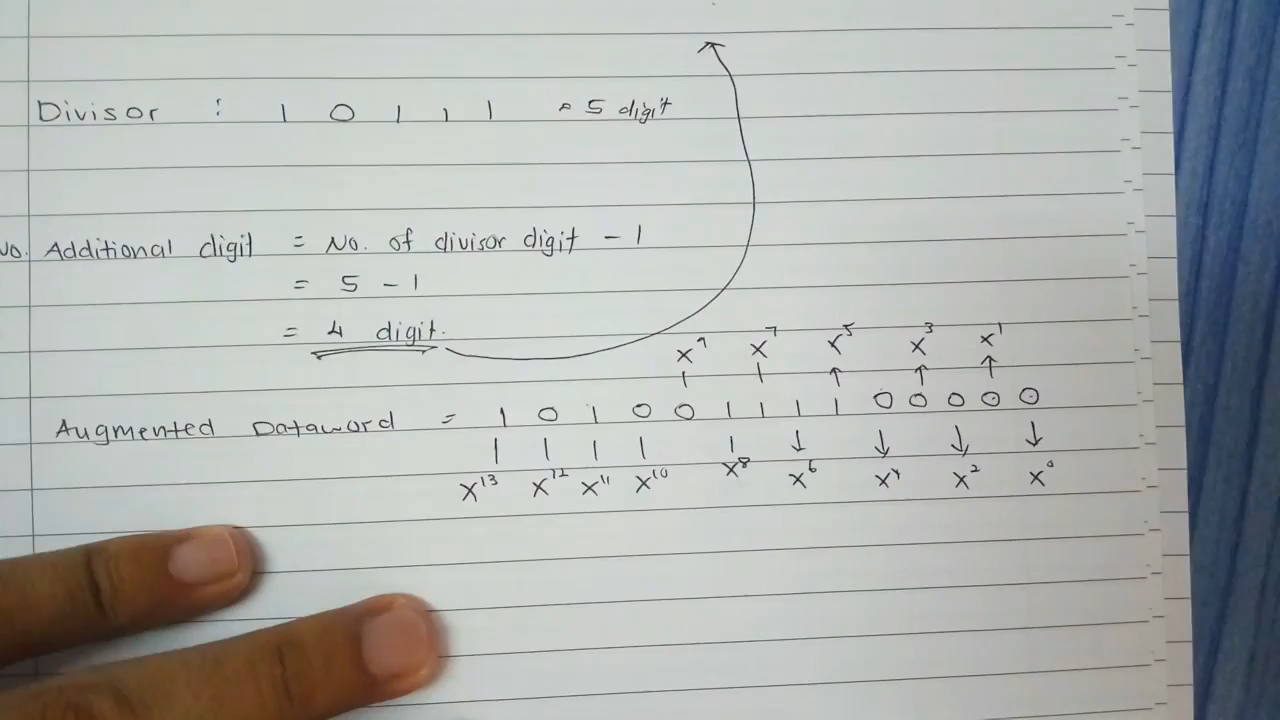 Divisor : 1 0 1 1 1 = 5 digit
No. Additional digit = No. of divisor digit - 1
= 5 - 1
= 4 digit.
x⁹ x⁷ x⁵ x³ x¹
Augmented Dataword = 1 0 1 0 0 1 1 1 1 0 0 0 0 0
x¹³ x¹² x¹¹ x¹⁰ x⁸ x⁶ x⁴ x² x⁰